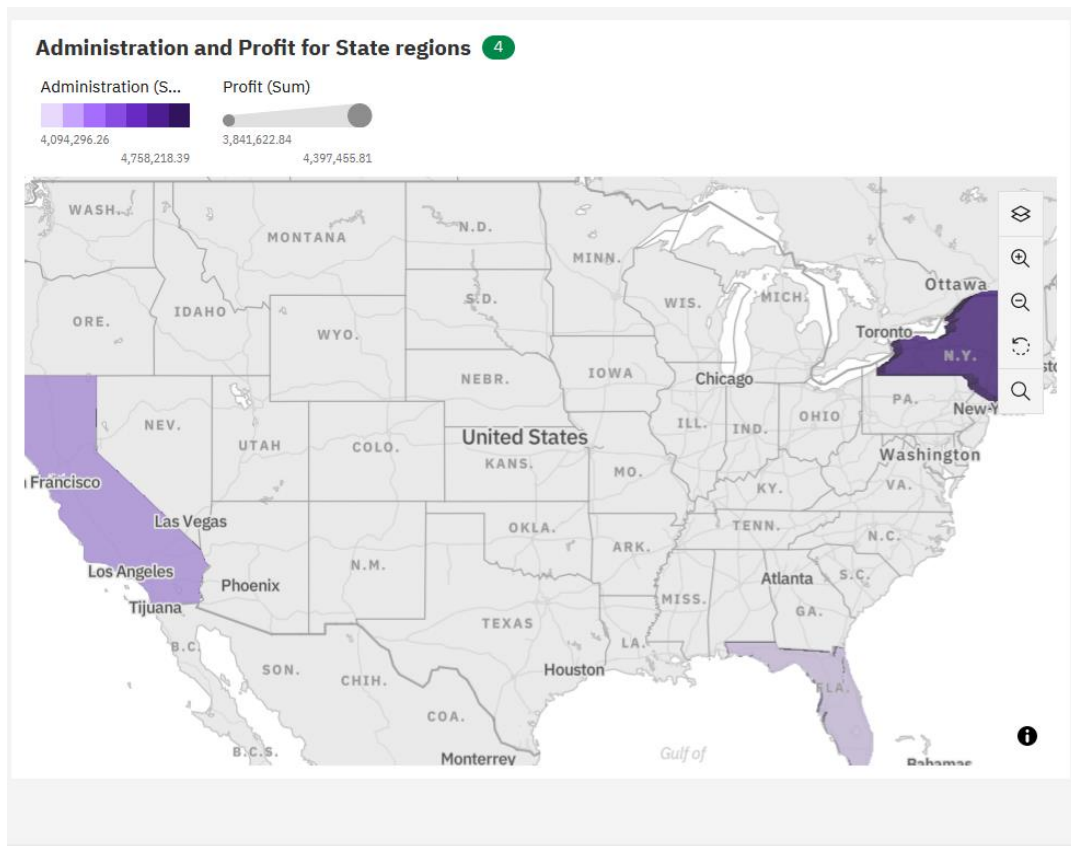 Administration and Profit for State regions 4
Administration (S...
Profit (Sum)
4,094,296.26
3,841,622.84
4,758,218.39
4,397,455.81
WASH.
MONTANA
N.D.
MINN.
Ottawa
ORE.
IDAHO
S.D.
WIS.
MICH.
WYO.
Toronto
N.Y.
NEBR.
IOWA
Chicago
PA.
New-Y
NEV.
UTAH
COLO.
United States
ILL.
IND.
OHIO
KANS.
MO.
Washington
Francisco
KY.
VA.
Las Vegas
OKLA.
TENN.
N.C.
ARK.
Los Angeles
Phoenix
N.M.
Atlanta
S.C.
Tijuana
MISS.
GA.
TEXAS
B.C.
LA.
SON.
CHIH.
Houston
FLA.
COA.
B.C.S.
Monterrey
Gulf of
Bahamas